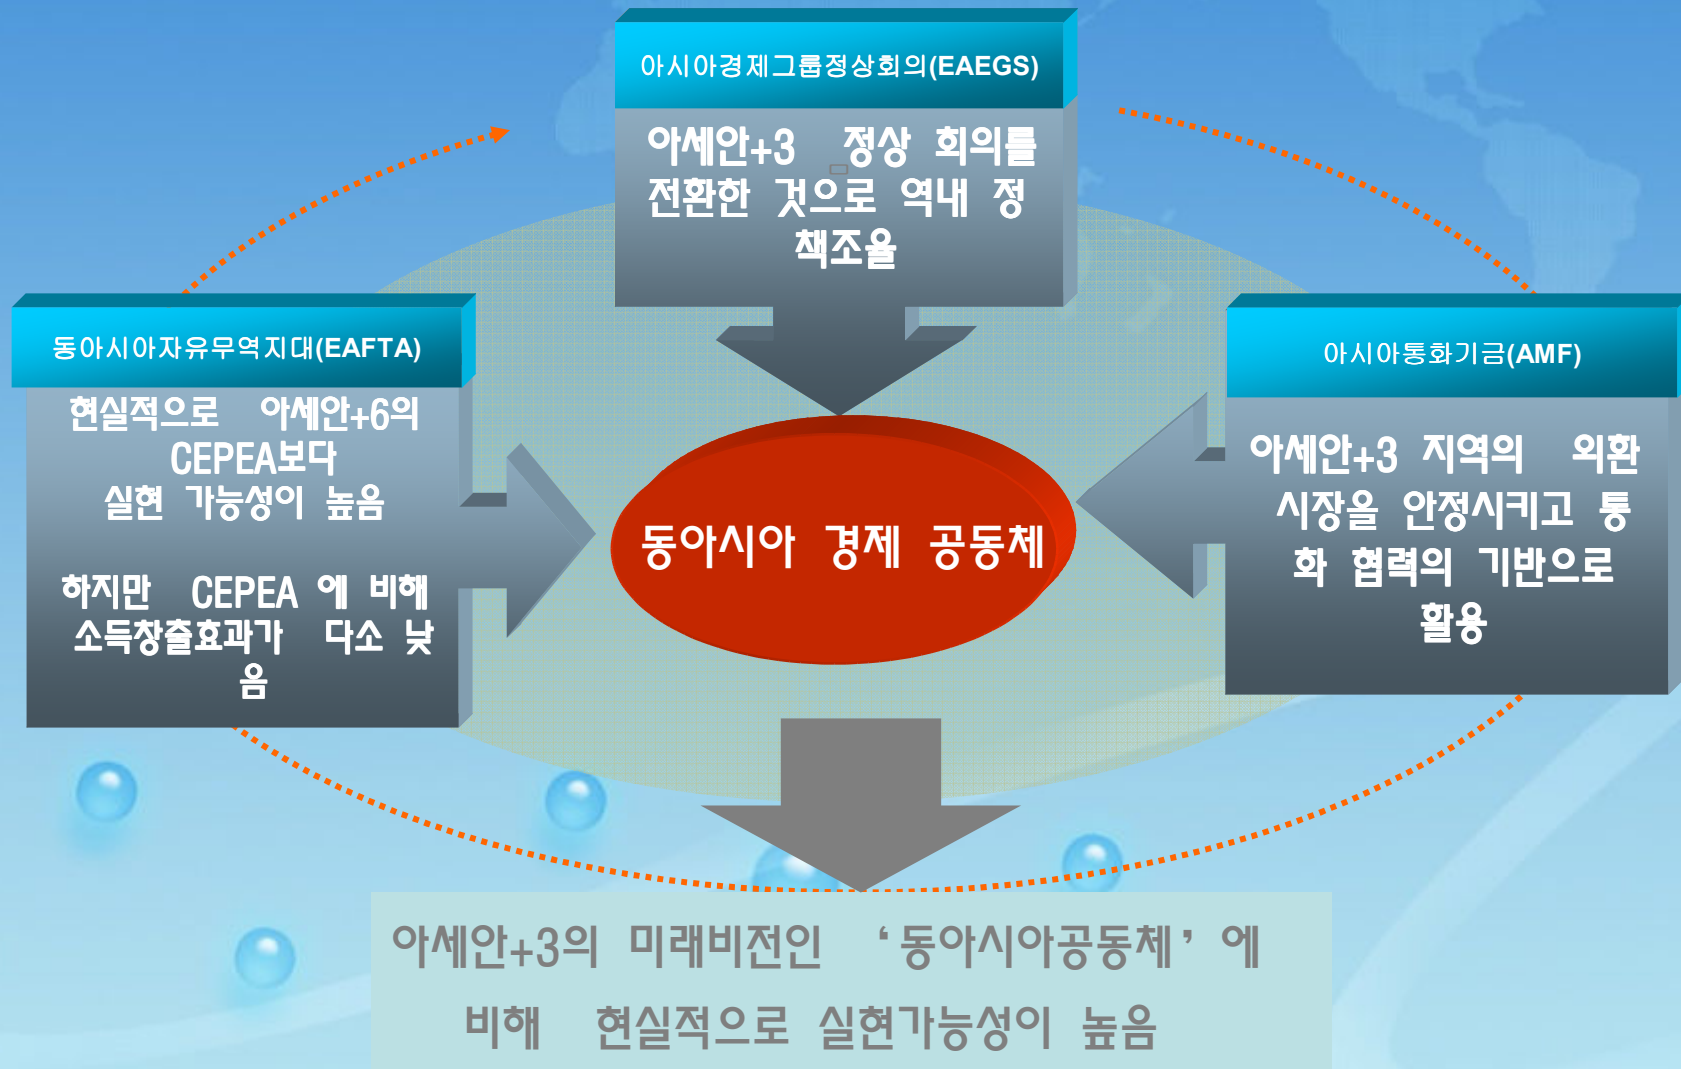 아시아경제그룹정상회의(EAEGS)
아세안+3 정상 회의를
전환한 것으로 역내 정
책조율
동아시아자유무역지대(EAFTA)
현실적으로 아세안+6의
CEPEA보다
실현 가능성이 높음
하지만 CEPEA 에 비해
소득창출효과가 다소 낮
음
동아시아 경제 공동체
아시아통화기금(AMF)
아세안+3 지역의 외환
시장을 안정시키고 통
화 협력의 기반으로
활용
아세안+3의 미래비전인 ‘동아시아공동체’에
비해 현실적으로 실현가능성이 높음